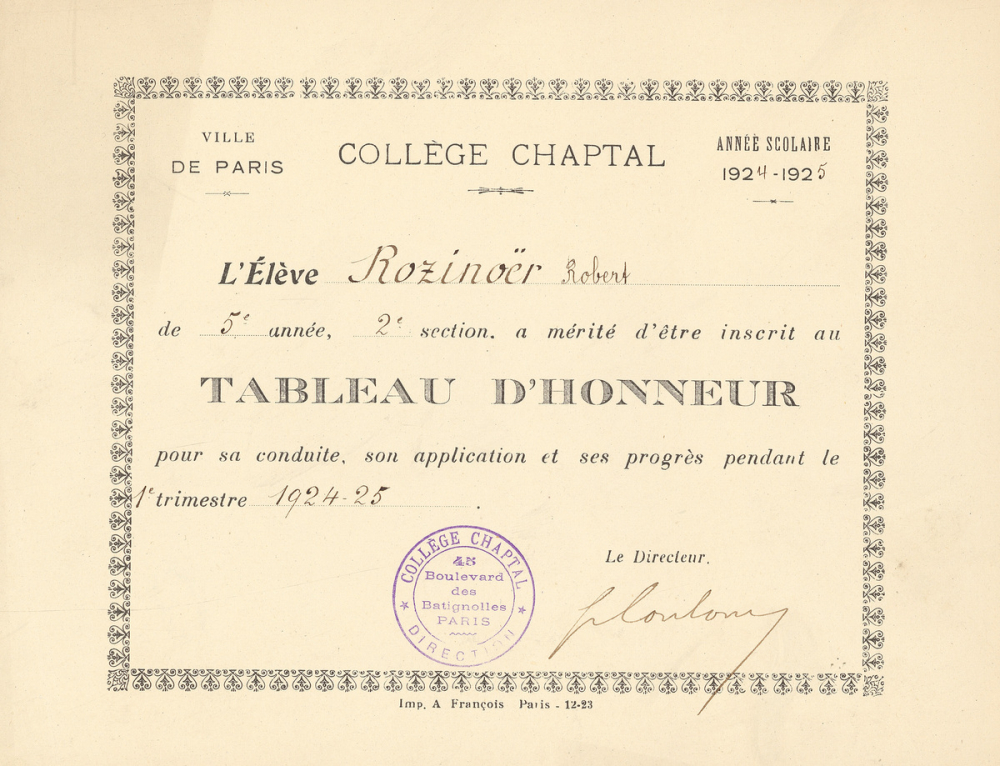 VILLE
DE PARIS
COLLÈGE CHAPTAL
ANNÉE SCOLAIRE
1924-1925
L'Élève Rozinoër Robert
de 5e année, 2e section. a mérité d'être inscrit au
TABLEAU D'HONNEUR
pour sa conduite, son application et ses progrès pendant le
1e trimestre 1924-25.
COLLÈGE CHAPTAL
45
Boulevard
des
Batignolles
PARIS
DIRECTION
Le Directeur.
Imp. A François Paris - 12-23